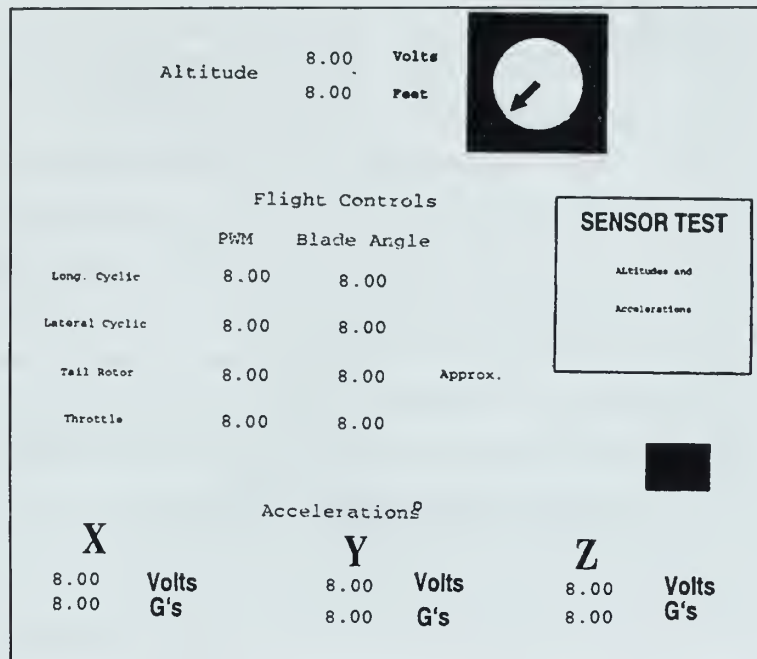 8.00 Volts
Altitude
8.00 Feet
Flight Controls
PWM Blade Angle
Long. Cyclic 8.00 8.00
Lateral Cyclic 8.00 8.00
Tail Rotor 8.00 8.00 Approx.
Throttle 8.00 8.00
SENSOR TEST
Altitudes and
Accelerations
Accelerations
X Y Z
8.00 Volts 8.00 Volts 8.00 Volts
8.00 G's 8.00 G's 8.00 G's